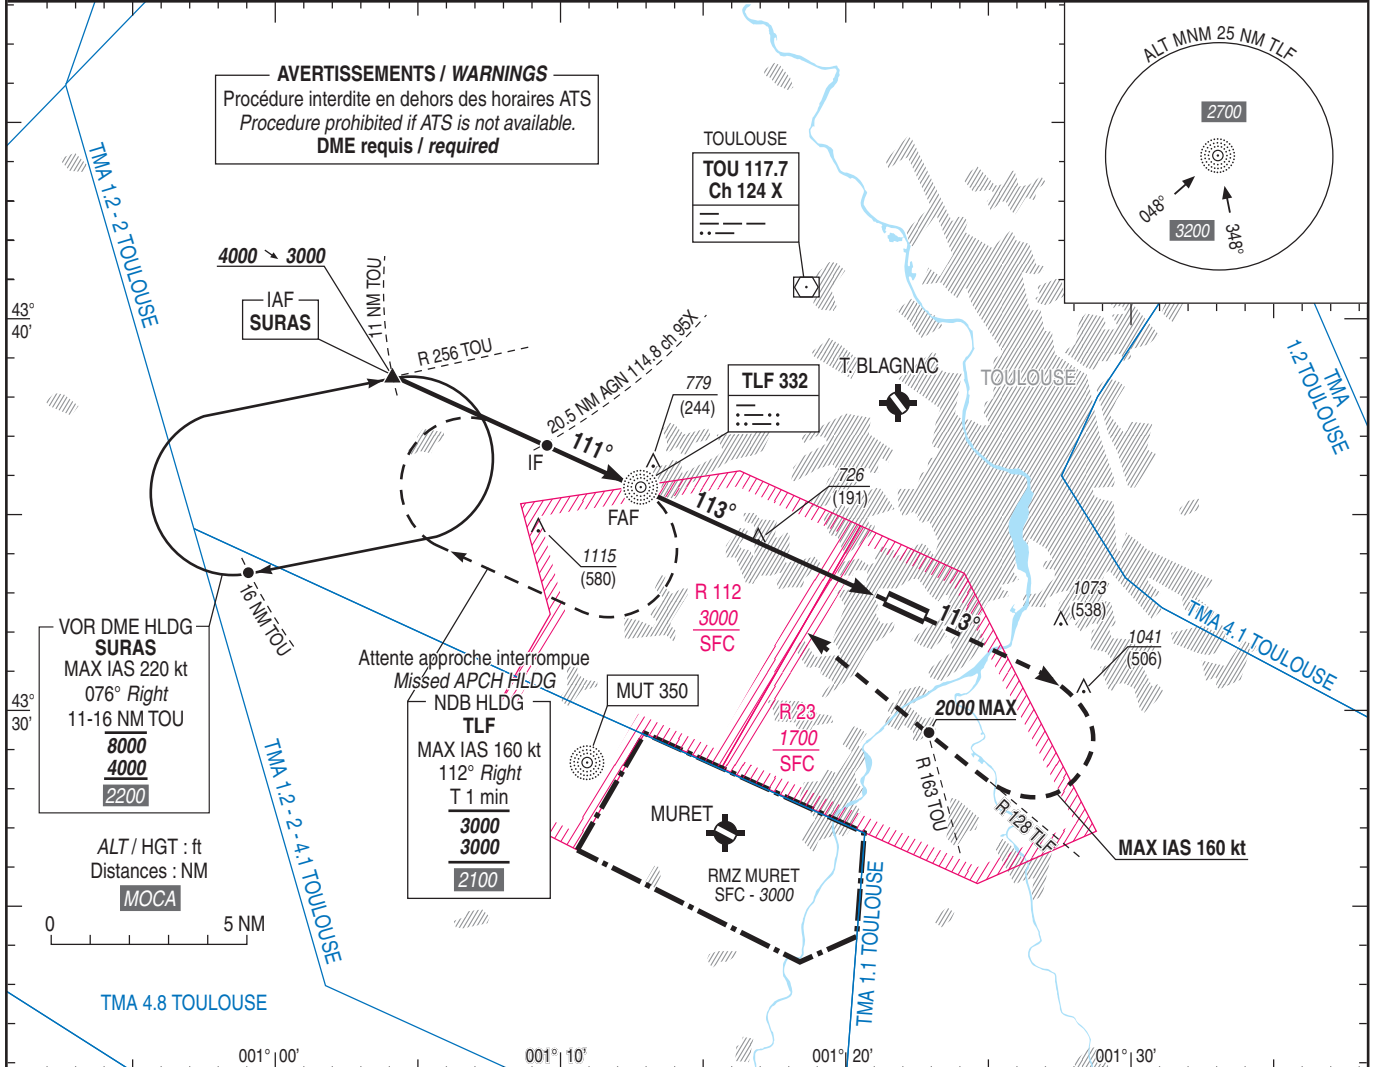 AVERTISSEMENTS / WARNINGS
Procédure interdite en dehors des horaires ATS
Procedure prohibited if ATS is not available.
DME requis / required
ALT MNM 25 NM TLF
2700
048°
3200
348°
TOULOUSE
TOU 117.7
Ch 124 X
TMA 1.2 - 2 TOULOUSE
4000 ↘ 3000
IAF
SURAS
11 NM TOU
R 256 TOU
43°
40'
20.5 NM AGN 114.8 ch 95X
779
(244)
TLF 332
T. BLAGNAC
TOULOUSE
TMA
1.2 TOULOUSE
IF
111°
FAF
113°
726
(191)
1115
(580)
16 NM TOU
R 112
3000
SFC
113°
1073
(538)
1041
(506)
TMA 4.1 TOULOUSE
VOR DME HLDG
SURAS
MAX IAS 220 kt
076° Right
11-16 NM TOU
8000
4000
2200
Attente approche interrompue
Missed APCH HLDG
NDB HLDG
TLF
MAX IAS 160 kt
112° Right
T 1 min
3000
3000
2100
MUT 350
R 23
1700
SFC
2000 MAX
43°
30'
R 163 TOU
R 128 TLF
MAX IAS 160 kt
TMA 1.2 - 2 - 4.1 TOULOUSE
MURET
RMZ MURET
SFC - 3000
ALT / HGT : ft
Distances : NM
MOCA
0 5 NM
TMA 1.1 TOULOUSE
TMA 4.8 TOULOUSE
001° 00'
001° 10'
001° 20'
001° 30'